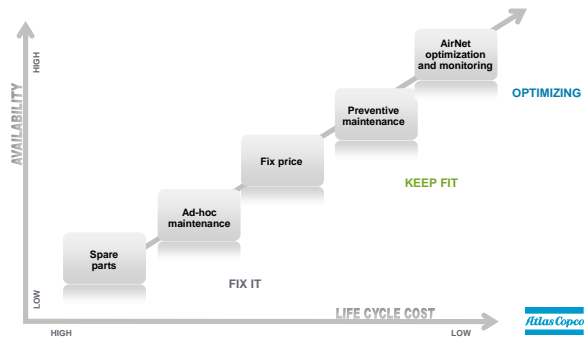 AirNet
optimization
and monitoring
HIGH
OPTIMIZING
AVAILABILITY
Preventive
maintenance
Fix price
KEEP FIT
Ad-hoc
maintenance
Spare
parts
FIX IT
LOW
LIFE CYCLE COST
HIGH
LOW
Atlas Copco